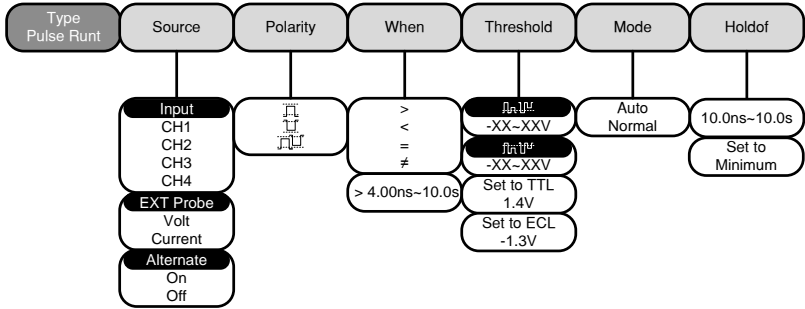 Type
Pulse Runt
Source
Polarity
When
Threshold
Mode
Holdof
Input
CH1
CH2
CH3
CH4
EXT Probe
Volt
Current
Alternate
On
Off
>
<
=
≠
> 4.00ns~10.0s
-XX~XXV
-XX~XXV
Set to TTL
1.4V
Set to ECL
-1.3V
Auto
Normal
10.0ns~10.0s
Set to
Minimum